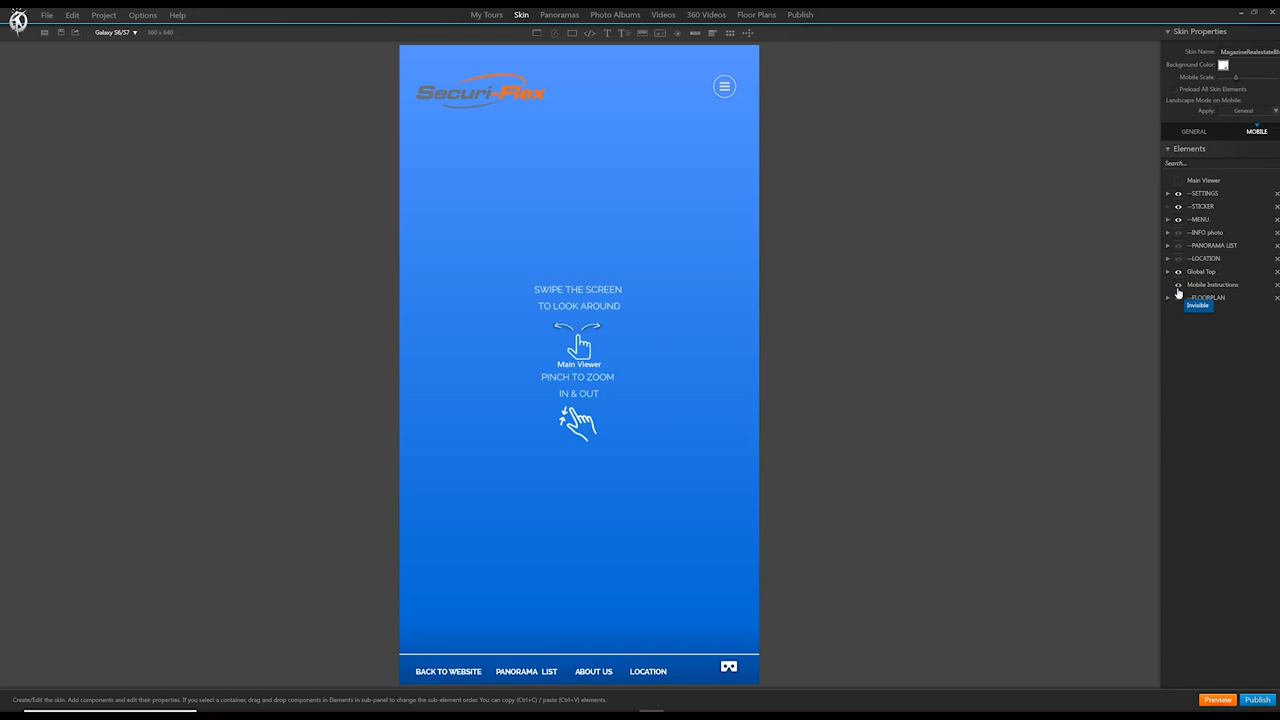 File Edit Project Options Help
My Tours Skin Panoramas Photo Albums Videos 360 Videos Floor Plans Publish
Galaxy S6/S7 360 x 640
Securi-Flex
SWIPE THE SCREEN
TO LOOK AROUND
Main Viewer
PINCH TO ZOOM
IN & OUT
BACK TO WEBSITE PANORAMA LIST ABOUT US LOCATION
Skin Properties
Skin Name: MagazineRealestateBl
Background Color:
Mobile Scale:
Preload All Skin Elements
Landscape Mode on Mobile:
Apply: General
GENERAL MOBILE
Elements
Search...
Main Viewer
---SETTINGS
---STICKER
---MENU
---INFO photo
---PANORAMA LIST
---LOCATION
Global Top
Mobile Instructions
---FLOORPLAN
Invisible
Create/Edit the skin. Add components and edit their properties. If you select a container, drag and drop components in Elements in sub-panel to change the sub-element order. You can copy (Ctrl+C) / paste (Ctrl+V) elements.
Preview Publish